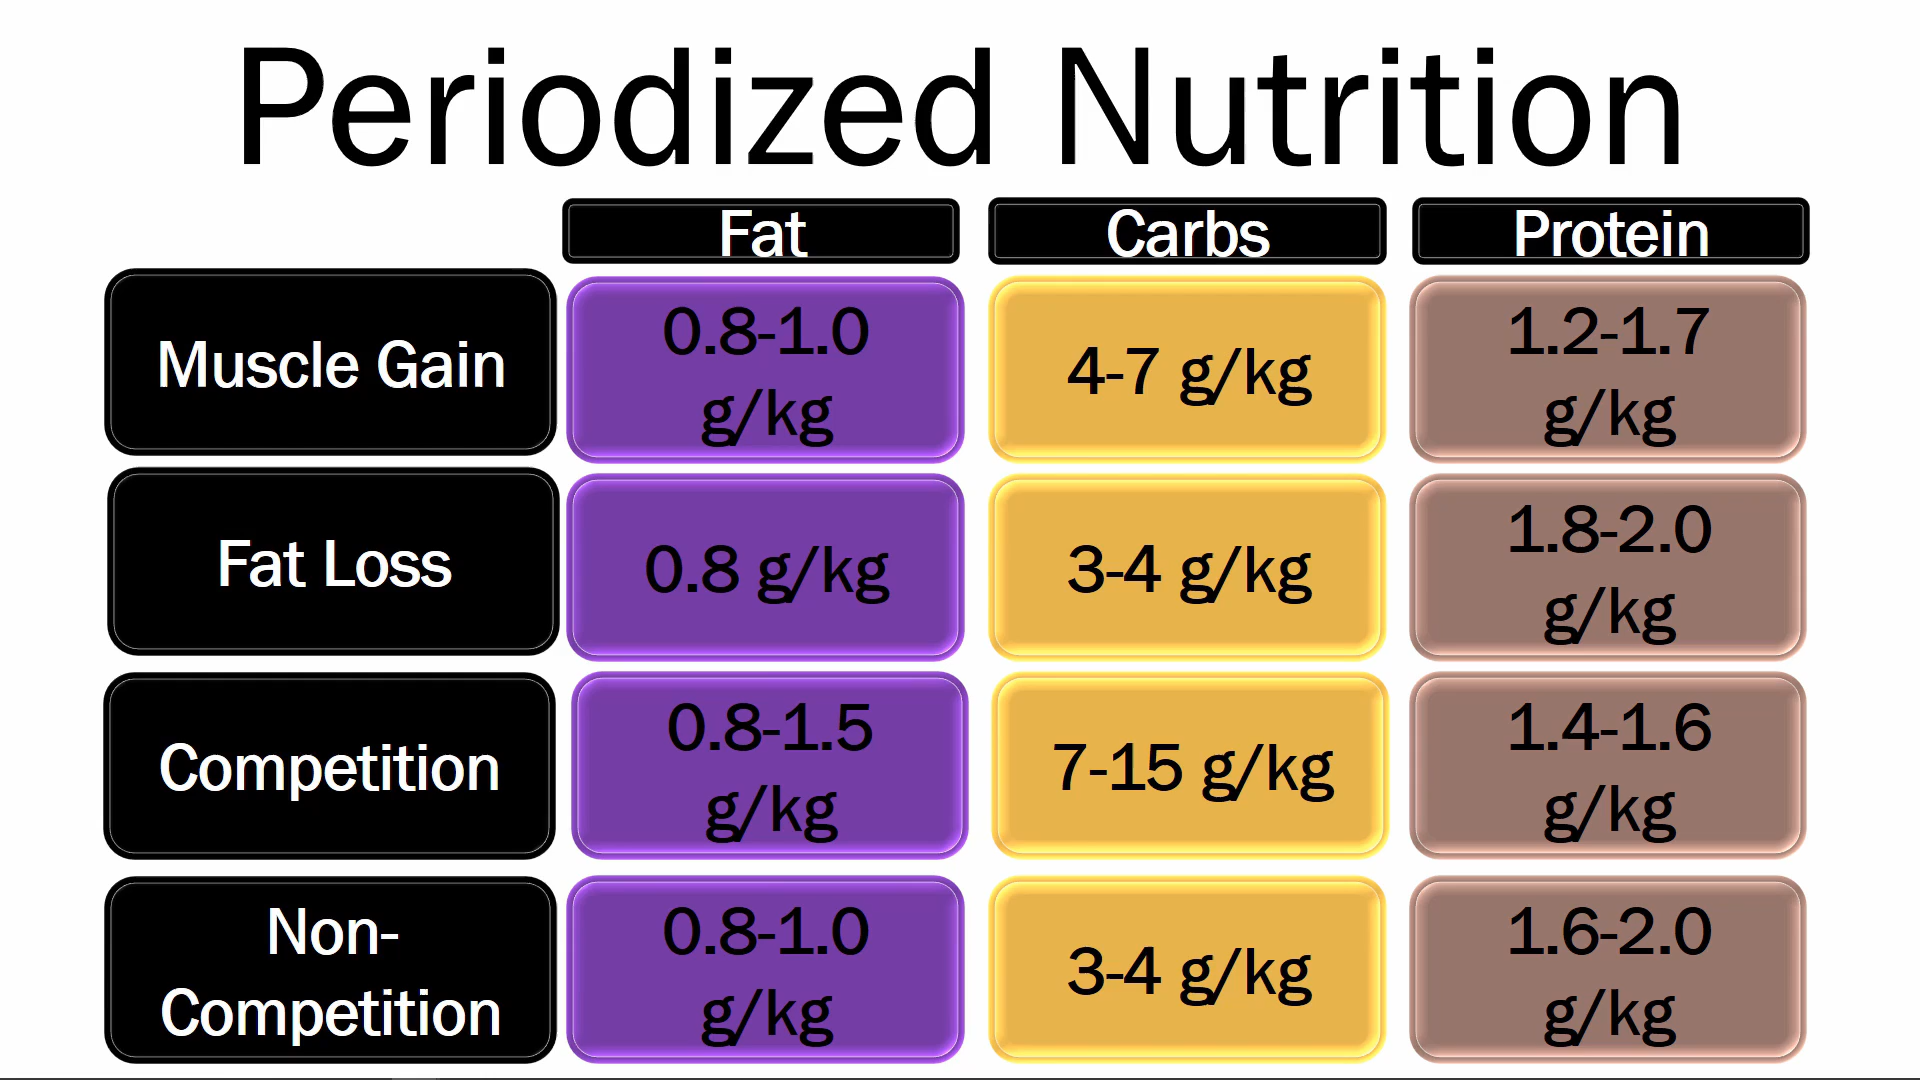 Periodized Nutrition
Fat
Carbs
Protein
Muscle Gain
0.8-1.0
g/kg
4-7 g/kg
1.2-1.7
g/kg
Fat Loss
0.8 g/kg
3-4 g/kg
1.8-2.0
g/kg
Competition
0.8-1.5
g/kg
7-15 g/kg
1.4-1.6
g/kg
Non-
Competition
0.8-1.0
g/kg
3-4 g/kg
1.6-2.0
g/kg